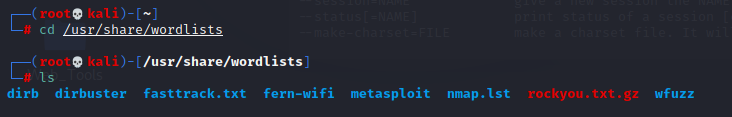 --session=NAME give a new session the NAME
┌──(root💀kali)-[~]
--status[=NAME] print status of a session [
└─# cd /usr/share/wordlists
--make-charset=FILE make a charset file. It wil
┌──(root💀kali)-[/usr/share/wordlists]
└─# ls
dirb dirbuster fasttrack.txt fern-wifi metasploit nmap.lst rockyou.txt.gz wfuzz